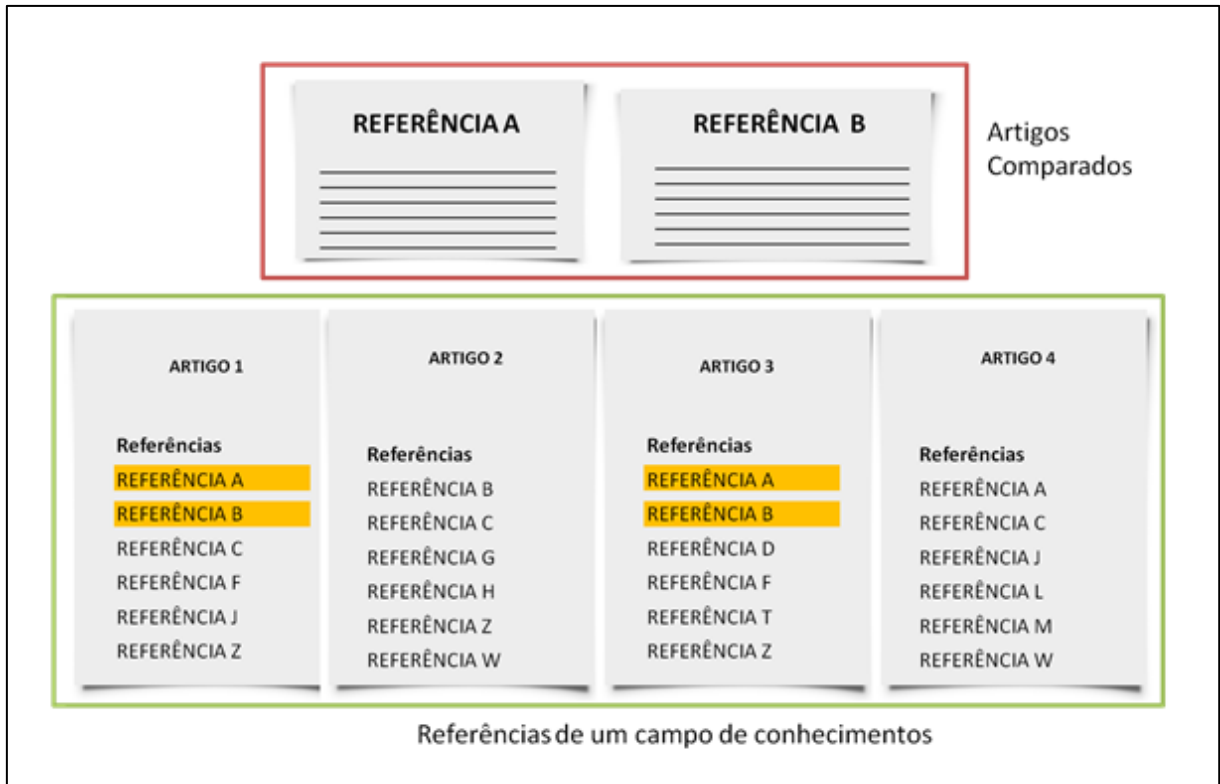 REFERÊNCIA A
REFERÊNCIA B
Artigos
Comparados
ARTIGO 1
Referências
REFERÊNCIA A
REFERÊNCIA B
REFERÊNCIA C
REFERÊNCIA F
REFERÊNCIA J
REFERÊNCIA Z
ARTIGO 2
Referências
REFERÊNCIA B
REFERÊNCIA C
REFERÊNCIA G
REFERÊNCIA H
REFERÊNCIA Z
REFERÊNCIA W
ARTIGO 3
Referências
REFERÊNCIA A
REFERÊNCIA B
REFERÊNCIA D
REFERÊNCIA F
REFERÊNCIA T
REFERÊNCIA Z
ARTIGO 4
Referências
REFERÊNCIA A
REFERÊNCIA C
REFERÊNCIA J
REFERÊNCIA L
REFERÊNCIA M
REFERÊNCIA W
Referências de um campo de conhecimentos